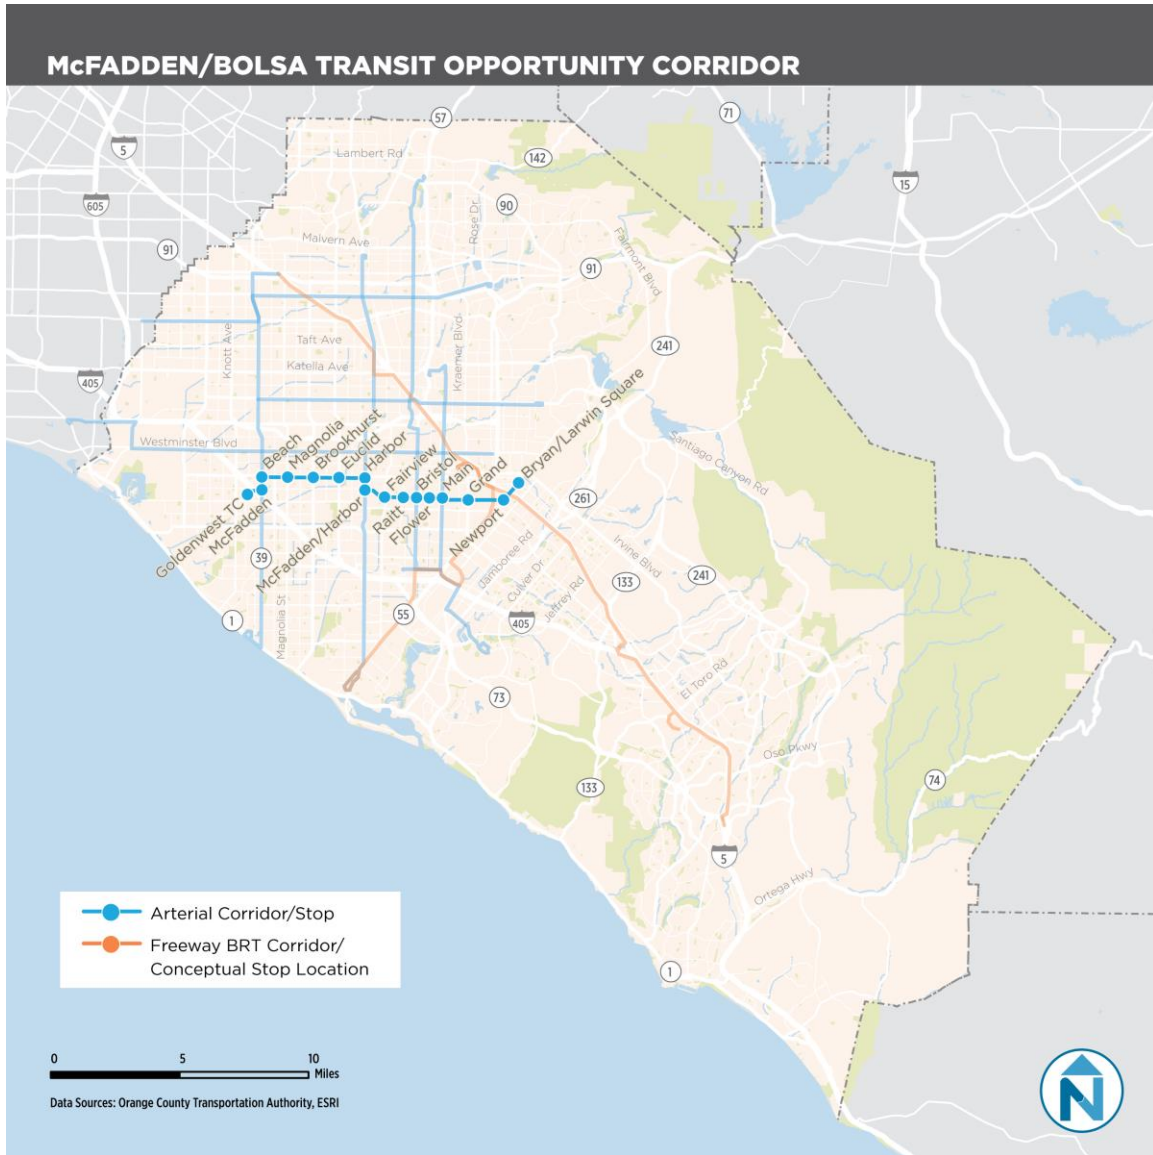 McFADDEN/BOLSA TRANSIT OPPORTUNITY CORRIDOR
57
71
5
Lambert Rd
142
15
605
90
Rose Dr
91
Malvern Ave
Fairmont Blvd
91
Knott Ave
Taft Ave
Kraemer Blvd
241
Katella Ave
405
Westminster Blvd
Beach
Magnolia
Brookhurst
Euclid
Harbor
Fairview
Bristol
Main
Grand
Bryan/Larwin Square
Santiago Canyon Rd
Goldenwest TC
McFadden
McFadden/Harbor
Raitt
Flower
Newport
261
39
Jamboree Rd
Culver Dr
Jeffrey Rd
Irvine Blvd
133
241
1
Magnolia St
55
405
El Toro Rd
73
Oso Pkwy
133
74
5
Ortega Hwy
1
Arterial Corridor/Stop
Freeway BRT Corridor/
Conceptual Stop Location
0 5 10
Miles
Data Sources: Orange County Transportation Authority, ESRI
N